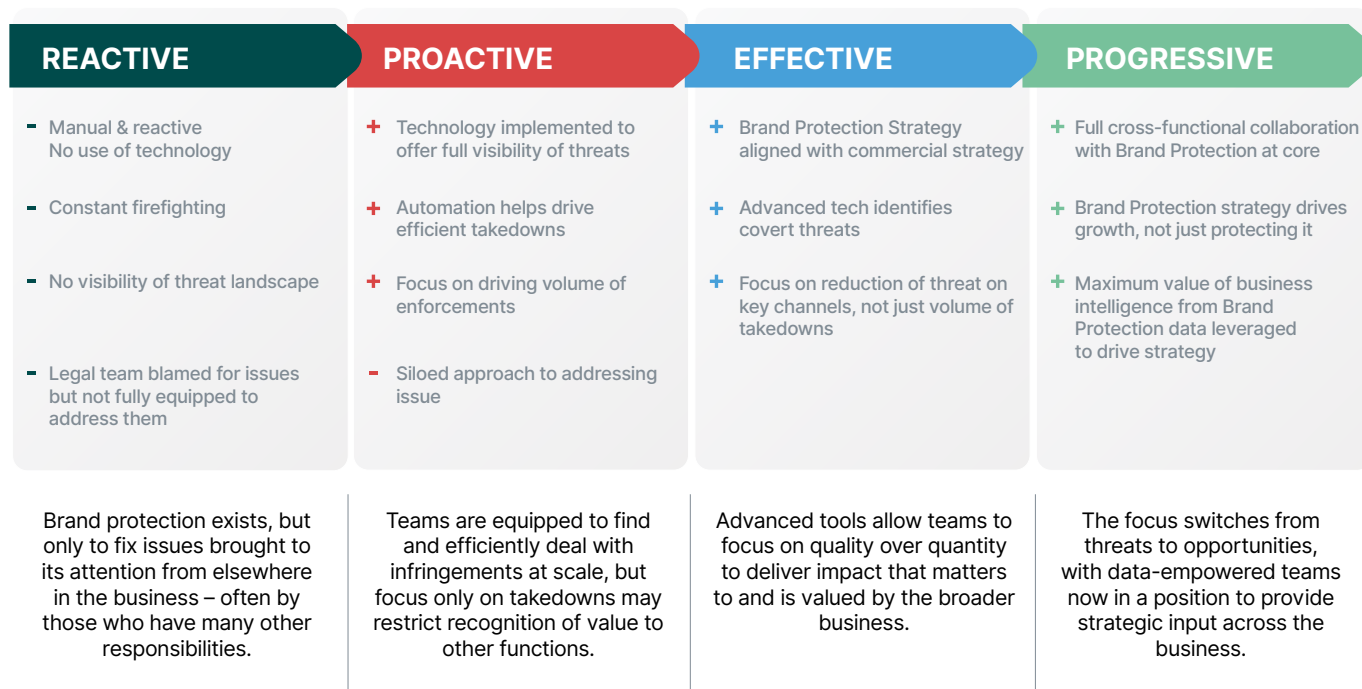 REACTIVE
- Manual & reactive
No use of technology
- Constant firefighting
- No visibility of threat landscape
- Legal team blamed for issues
but not fully equipped to
address them
Brand protection exists, but
only to fix issues brought to
its attention from elsewhere
in the business – often by
those who have many other
responsibilities.
PROACTIVE
+ Technology implemented to
offer full visibility of threats
+ Automation helps drive
efficient takedowns
+ Focus on driving volume of
enforcements
- Siloed approach to addressing
issue
Teams are equipped to find
and efficiently deal with
infringements at scale, but
focus only on takedowns may
restrict recognition of value to
other functions.
EFFECTIVE
+ Brand Protection Strategy
aligned with commercial strategy
+ Advanced tech identifies
covert threats
+ Focus on reduction of threat on
key channels, not just volume of
takedowns
Advanced tools allow teams to
focus on quality over quantity
to deliver impact that matters
to and is valued by the broader
business.
PROGRESSIVE
+ Full cross-functional collaboration
with Brand Protection at core
+ Brand Protection strategy drives
growth, not just protecting it
+ Maximum value of business
intelligence from Brand
Protection data leveraged
to drive strategy
The focus switches from
threats to opportunities,
with data-empowered teams
now in a position to provide
strategic input across the
business.